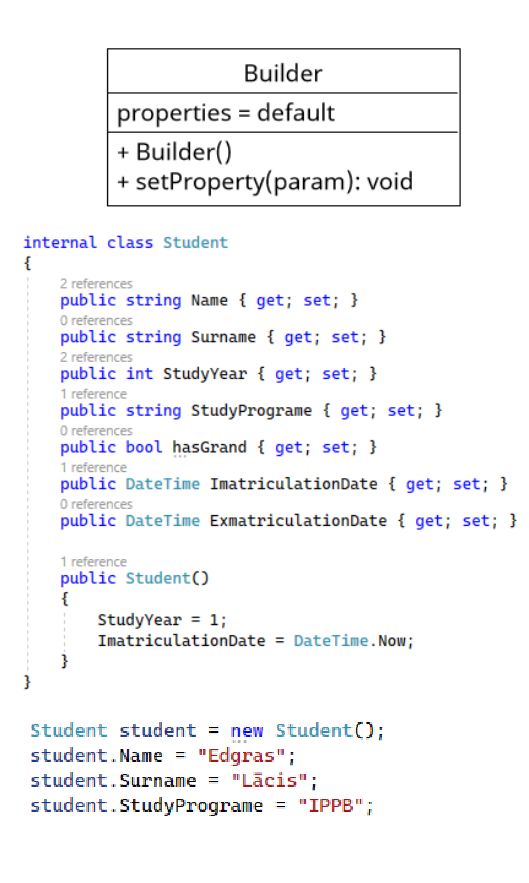 Builder
properties = default
+ Builder()
+ setProperty(param): void
internal class Student
{
2 references
public string Name { get; set; }
0 references
public string Surname { get; set; }
2 references
public int StudyYear { get; set; }
1 reference
public string StudyPrograme { get; set; }
0 references
public bool hasGrand { get; set; }
1 reference
public DateTime ImatriculationDate { get; set; }
0 references
public DateTime ExmatriculationDate { get; set; }
1 reference
public Student()
{
StudyYear = 1;
ImatriculationDate = DateTime.Now;
}
}
Student student = new Student();
student.Name = "Edgras";
student.Surname = "Lācis";
student.StudyPrograme = "IPPB";